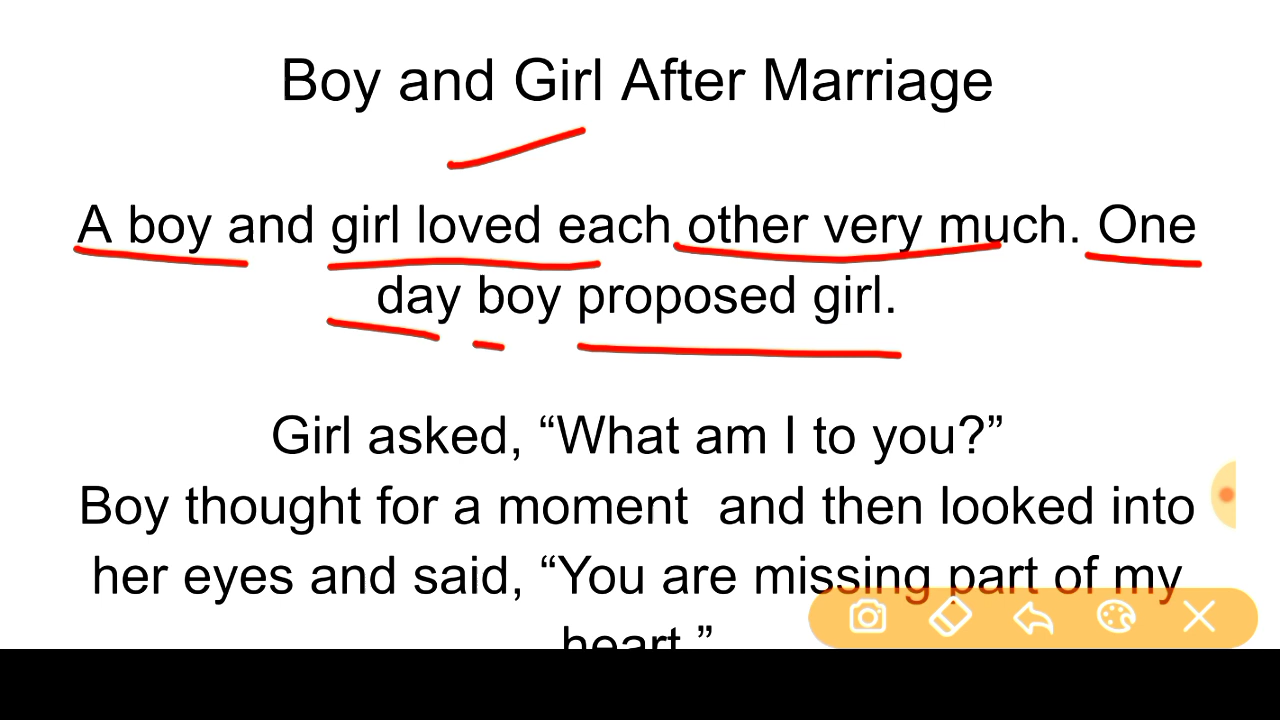 Boy and Girl After Marriage
A boy and girl loved each other very much. One
day boy proposed girl.
Girl asked, “What am I to you?”
Boy thought for a moment  and then looked into
her eyes and said, “You are missing part of my
heart.”